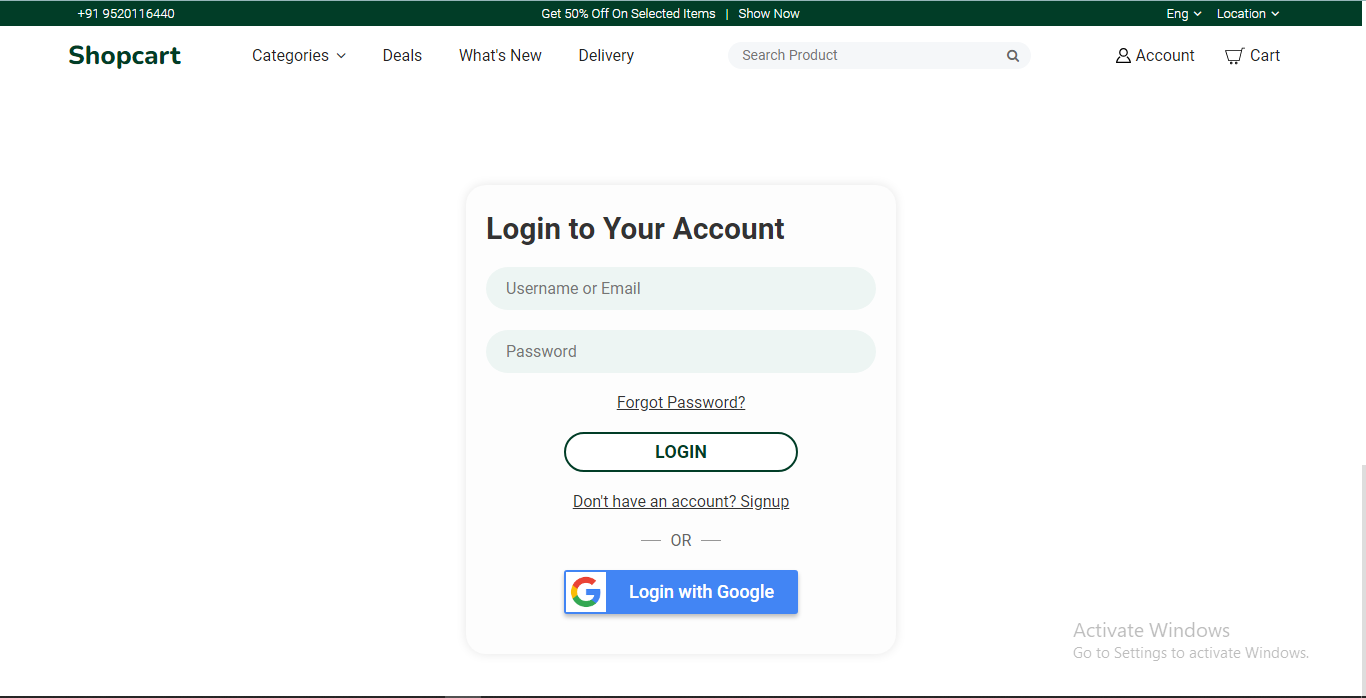 +91 9520116440
Get 50% Off On Selected Items | Show Now
Eng Location
Shopcart
Categories Deals What's New Delivery
Search Product
Account Cart
Login to Your Account
Username or Email
Password
Forgot Password?
LOGIN
Don't have an account? Signup
OR
Login with Google
Activate Windows
Go to Settings to activate Windows.